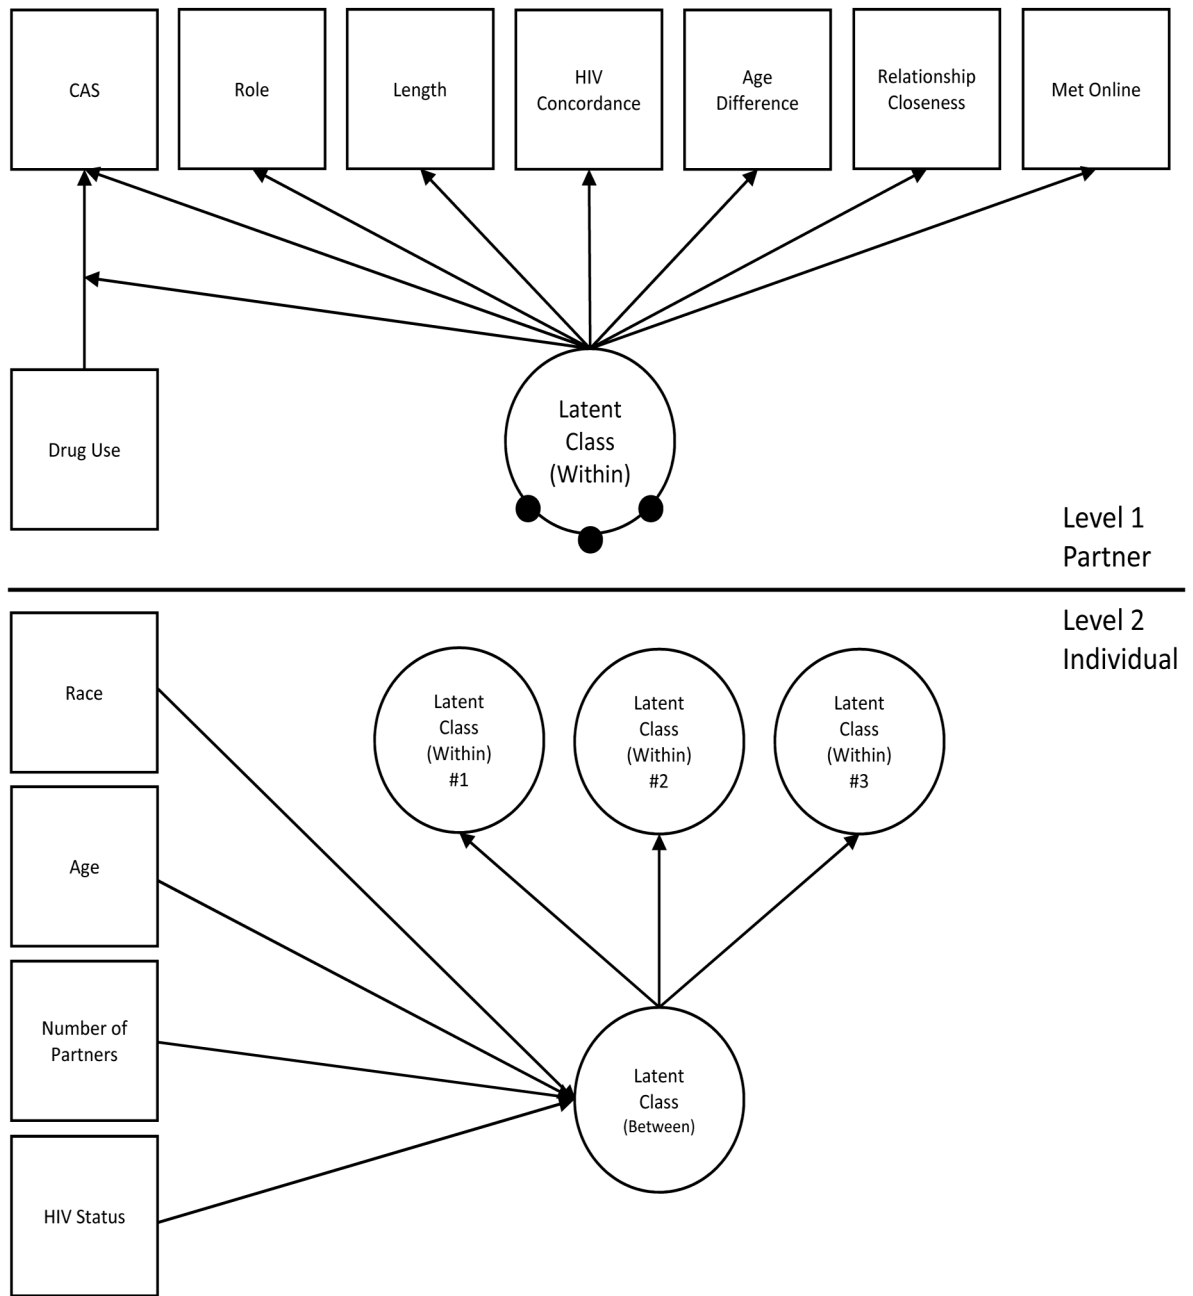 CAS
Role
Length
HIV
Concordance
Age
Difference
Relationship
Closeness
Met Online
Drug Use
Latent
Class
(Within)
Level 1
Partner
Level 2
Individual
Race
Age
Number of
Partners
HIV Status
Latent
Class
(Within)
#1
Latent
Class
(Within)
#2
Latent
Class
(Within)
#3
Latent
Class
(Between)